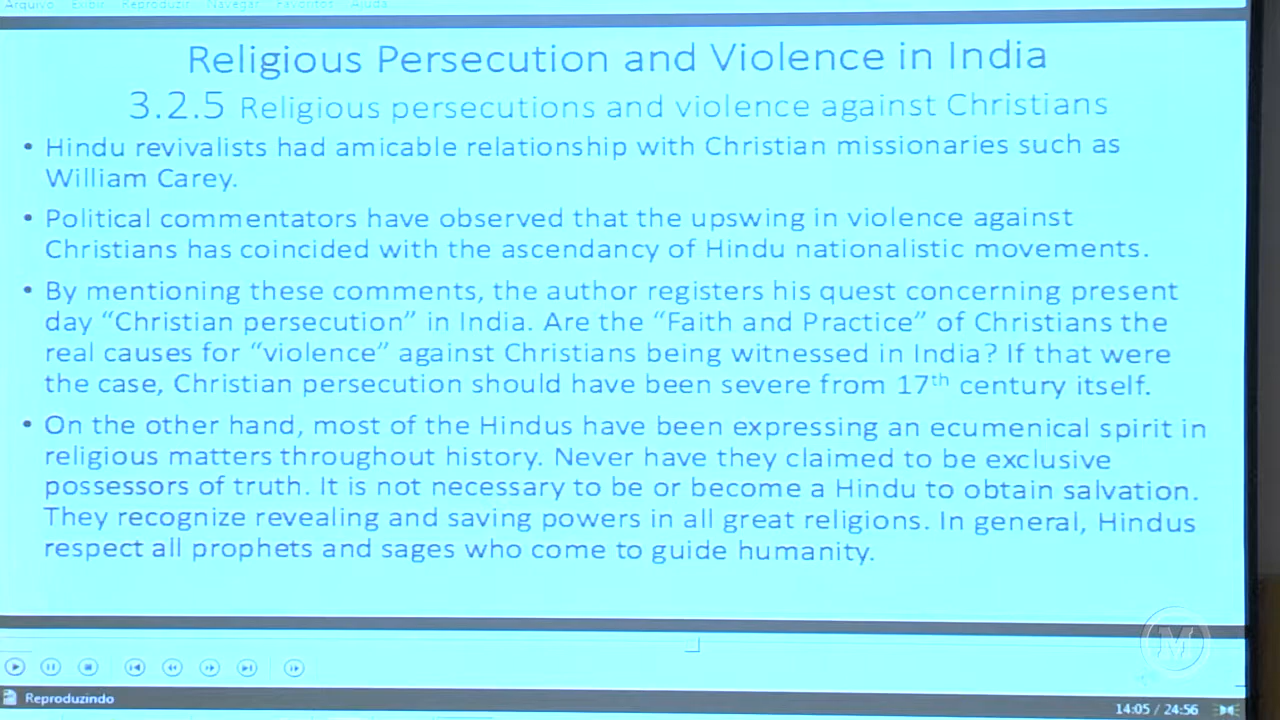 Arquivo Exibir Reproduzir Navegar Favoritos Ajuda
Religious Persecution and Violence in India
3.2.5 Religious persecutions and violence against Christians
• Hindu revivalists had amicable relationship with Christian missionaries such as
William Carey.
• Political commentators have observed that the upswing in violence against
Christians has coincided with the ascendancy of Hindu nationalistic movements.
• By mentioning these comments, the author registers his quest concerning present
day “Christian persecution” in India. Are the “Faith and Practice” of Christians the
real causes for “violence” against Christians being witnessed in India? If that were
the case, Christian persecution should have been severe from 17th century itself.
• On the other hand, most of the Hindus have been expressing an ecumenical spirit in
religious matters throughout history. Never have they claimed to be exclusive
possessors of truth. It is not necessary to be or become a Hindu to obtain salvation.
They recognize revealing and saving powers in all great religions. In general, Hindus
respect all prophets and sages who come to guide humanity.
M
Reproduzindo
14:05 / 24:56